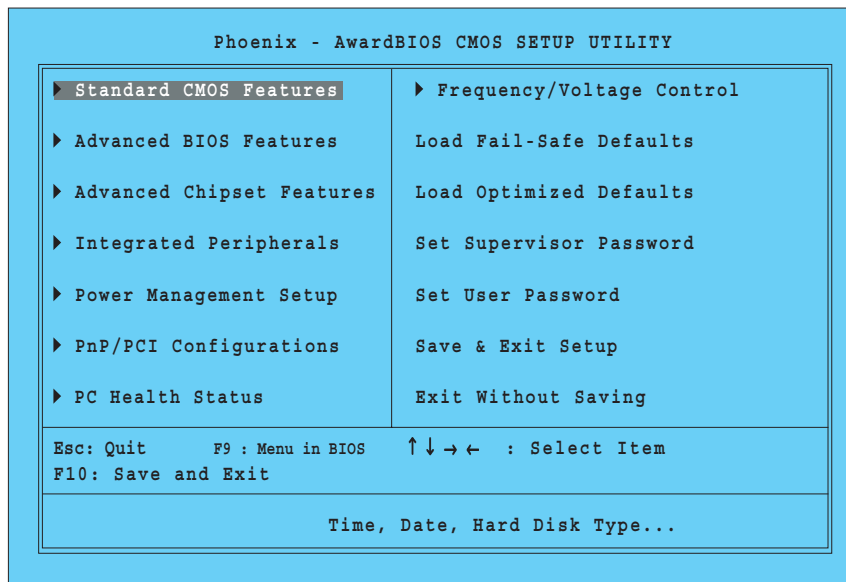 Phoenix - AwardBIOS CMOS SETUP UTILITY
Standard CMOS Features
Advanced BIOS Features
Advanced Chipset Features
Integrated Peripherals
Power Management Setup
PnP/PCI Configurations
PC Health Status
Frequency/Voltage Control
Load Fail-Safe Defaults
Load Optimized Defaults
Set Supervisor Password
Set User Password
Save & Exit Setup
Exit Without Saving
Esc: Quit F9 : Menu in BIOS ↑↓→← : Select Item
F10: Save and Exit
Time, Date, Hard Disk Type...